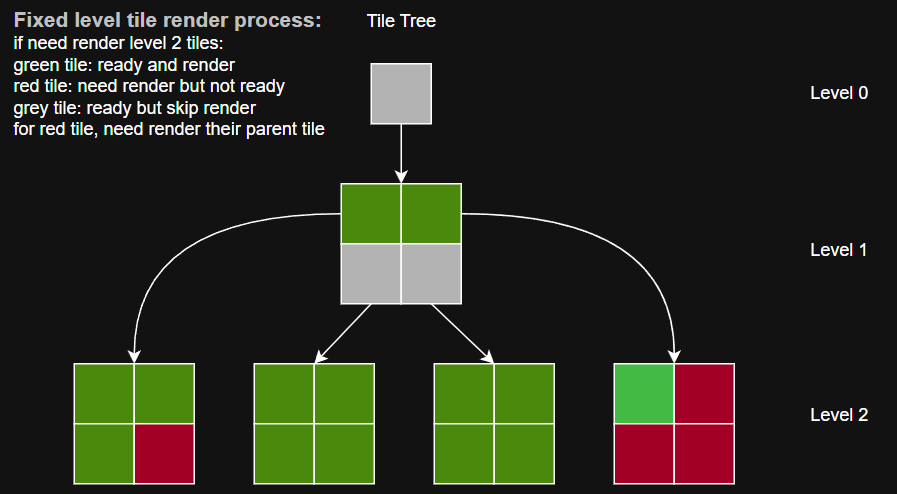 Fixed level tile render process:
if need render level 2 tiles:
green tile: ready and render
red tile: need render but not ready
grey tile: ready but skip render
for red tile, need render their parent tile
Tile Tree
Level 0
Level 1
Level 2